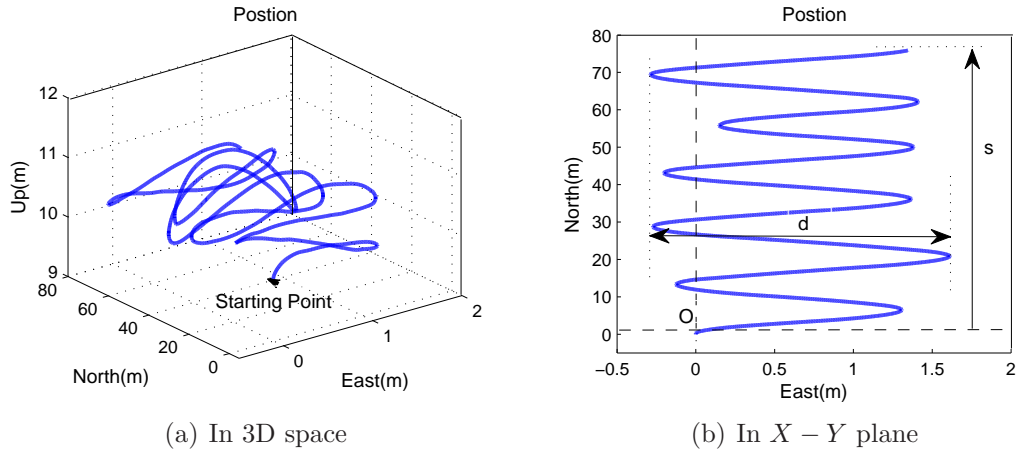 Postion
12
11
10
9
Up(m)
80
60
40
20
0
North(m)
0
1
2
East(m)
Starting Point
(a) In 3D space
Postion
80
70
60
50
40
30
20
10
0
North(m)
−0.5
0
0.5
1
1.5
2
East(m)
O
d
s
(b) In X − Y plane